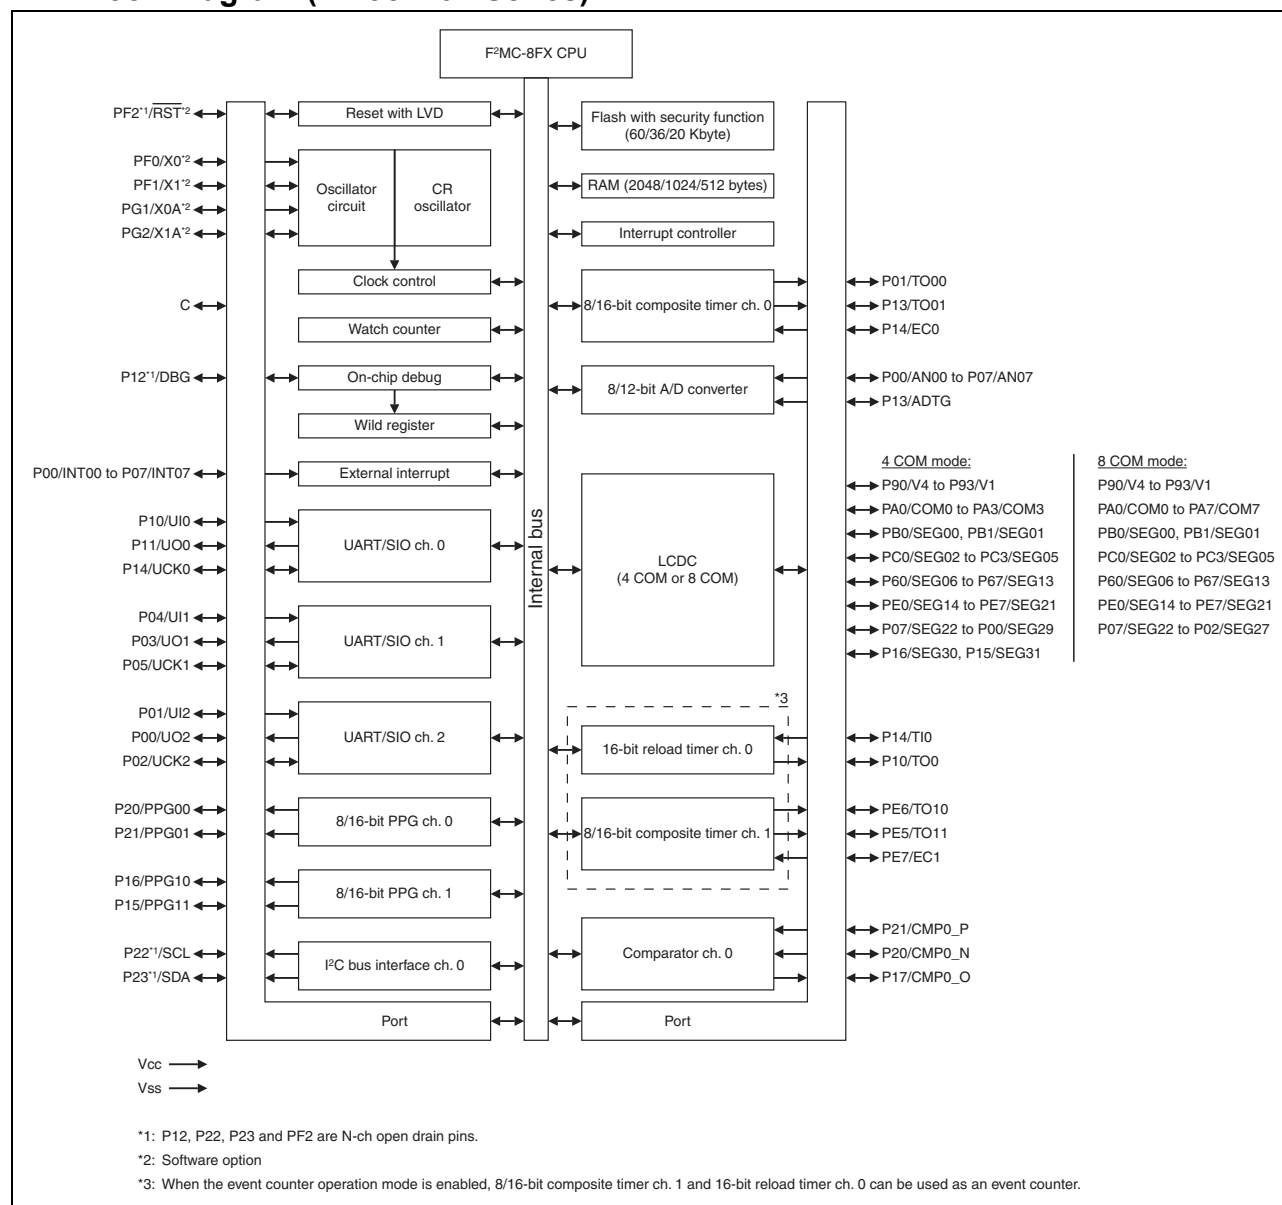 F²MC-8FX CPU
PF2*1/RST*2
PF0/X0*2
PF1/X1*2
PG1/X0A*2
PG2/X1A*2
C
P12*1/DBG
P00/INT00 to P07/INT07
P10/UI0
P11/UO0
P14/UCK0
P04/UI1
P03/UO1
P05/UCK1
P01/UI2
P00/UO2
P02/UCK2
P20/PPG00
P21/PPG01
P16/PPG10
P15/PPG11
P22*1/SCL
P23*1/SDA
Reset with LVD
Oscillator
circuit
CR
oscillator
Clock control
Watch counter
On-chip debug
Wild register
External interrupt
UART/SIO ch. 0
UART/SIO ch. 1
UART/SIO ch. 2
8/16-bit PPG ch. 0
8/16-bit PPG ch. 1
I²C bus interface ch. 0
Port
Internal bus
Flash with security function
(60/36/20 Kbyte)
RAM (2048/1024/512 bytes)
Interrupt controller
8/16-bit composite timer ch. 0
8/12-bit A/D converter
LCDC
(4 COM or 8 COM)
*3
16-bit reload timer ch. 0
8/16-bit composite timer ch. 1
Comparator ch. 0
Port
P01/TO00
P13/TO01
P14/EC0
P00/AN00 to P07/AN07
P13/ADTG
4 COM mode:
P90/V4 to P93/V1
PA0/COM0 to PA3/COM3
PB0/SEG00, PB1/SEG01
PC0/SEG02 to PC3/SEG05
P60/SEG06 to P67/SEG13
PE0/SEG14 to PE7/SEG21
P07/SEG22 to P00/SEG29
P16/SEG30, P15/SEG31
8 COM mode:
P90/V4 to P93/V1
PA0/COM0 to PA7/COM7
PB0/SEG00, PB1/SEG01
PC0/SEG02 to PC3/SEG05
P60/SEG06 to P67/SEG13
PE0/SEG14 to PE7/SEG21
P07/SEG22 to P02/SEG27
P14/TI0
P10/TO0
PE6/TO10
PE5/TO11
PE7/EC1
P21/CMP0_P
P20/CMP0_N
P17/CMP0_O
Vcc
Vss
*1: P12, P22, P23 and PF2 are N-ch open drain pins.
*2: Software option
*3: When the event counter operation mode is enabled, 8/16-bit composite timer ch. 1 and 16-bit reload timer ch. 0 can be used as an event counter.